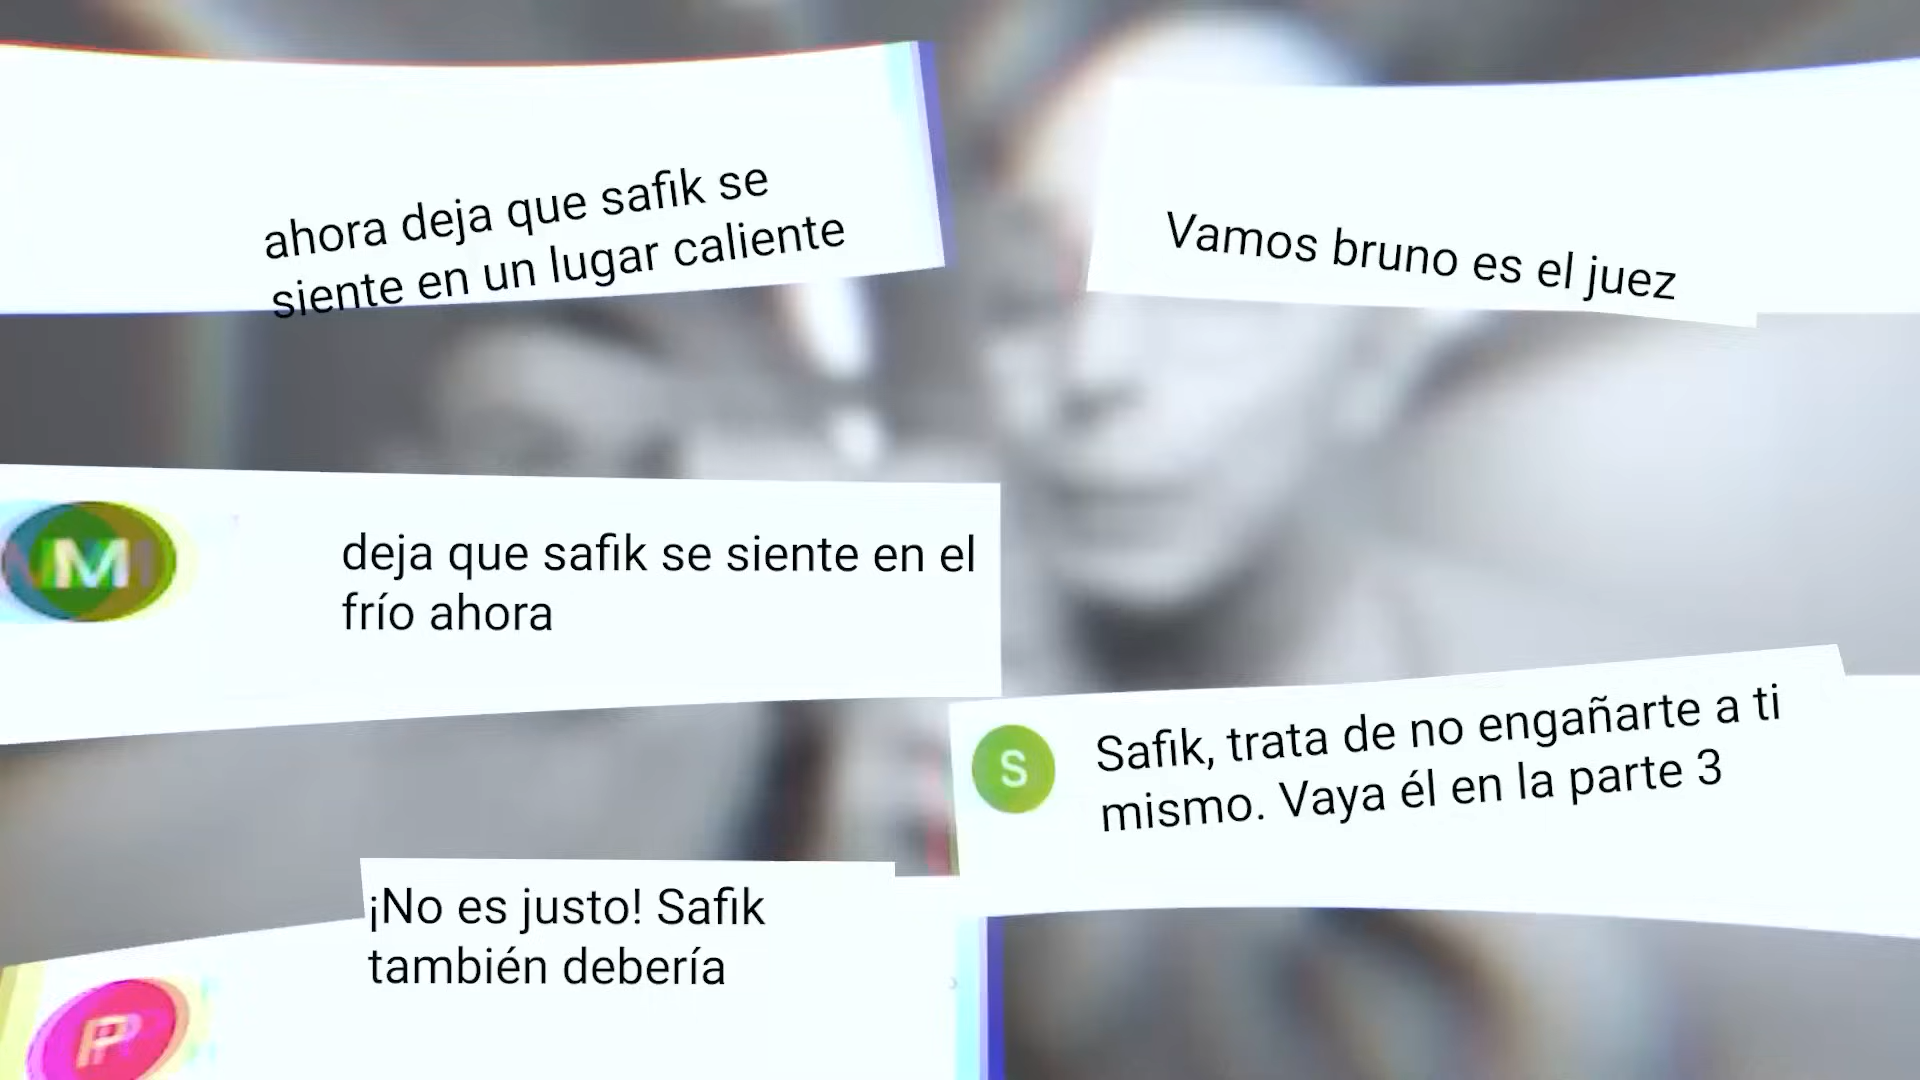 ahora deja que safik se
siente en un lugar caliente
Vamos bruno es el juez
M
deja que safik se siente en el
frío ahora
S
Safik, trata de no engañarte a ti
mismo. Vaya él en la parte 3
¡No es justo! Safik
también debería
P